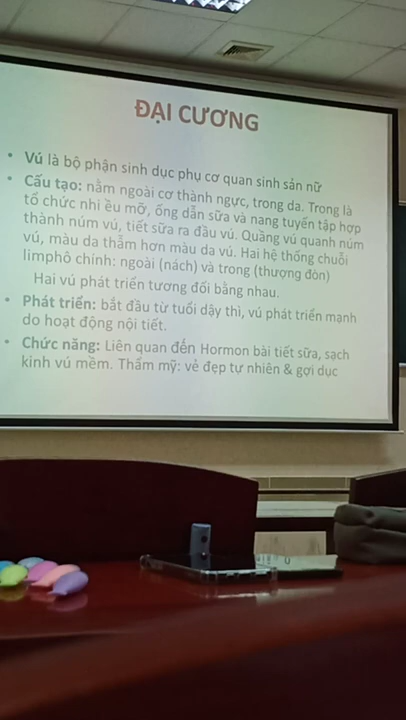 ĐẠI CƯƠNG
• Vú là bộ phận sinh dục phụ cơ quan sinh sản nữ
• Cấu tạo: nằm ngoài cơ thành ngực, trong da. Trong là
tổ chức nhi ều mỡ, ống dẫn sữa và nang tuyến tập hợp
thành núm vú, tiết sữa ra đầu vú. Quầng vú quanh núm
vú, màu da thẫm hơn màu da vú. Hai hệ thống chuỗi
limphô chính: ngoài (nách) và trong (thượng đòn)
Hai vú phát triển tương đối bằng nhau.
• Phát triển: bắt đầu từ tuổi dậy thì, vú phát triển mạnh
do hoạt động nội tiết.
• Chức năng: Liên quan đến Hormon bài tiết sữa, sạch
kinh vú mềm. Thẩm mỹ: vẻ đẹp tự nhiên & gợi dục